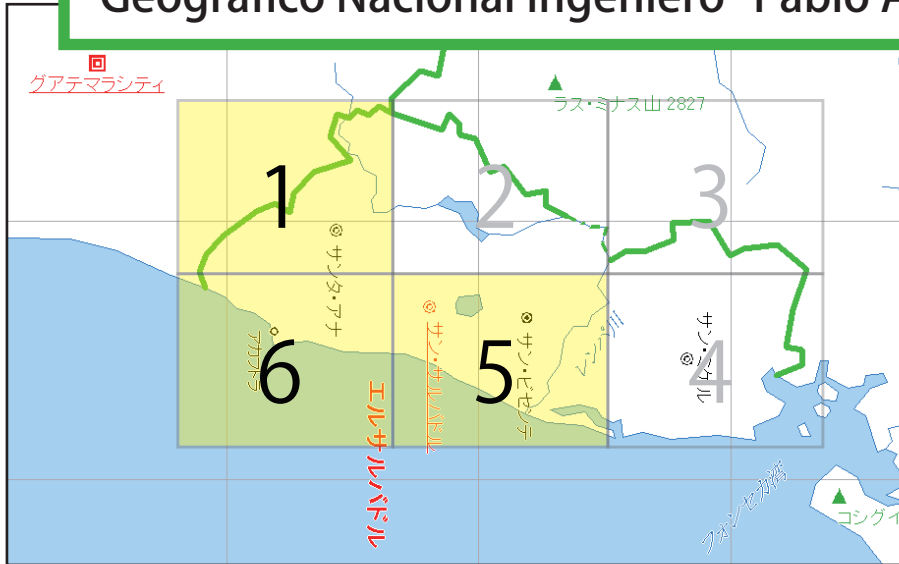 Geográfico Nacional Ingeniero "Pablo A
グアテマラシティ
ラス・ミナス山 2827
1
2
3
サンタ・アナ
アカフトラ
サン・サルバドル
サン・ビセンテ
サン・ミゲル
6
5
4
エルサルバドル
フォンセカ湾
コシグイ